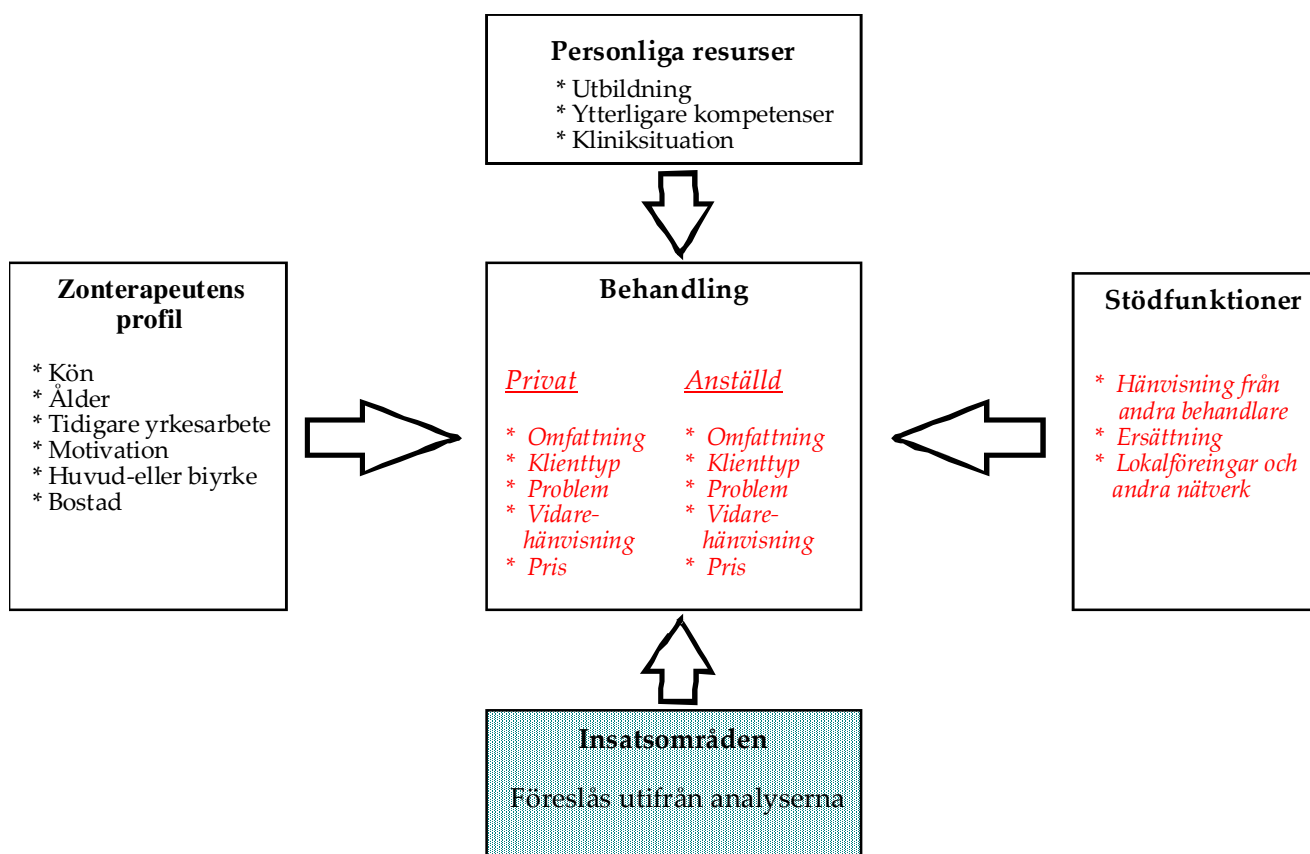 Personliga resurser
* Utbildning
* Ytterligare kompetenser
* Kliniksituation
Zonterapeutens
profil
* Kön
* Ålder
* Tidigare yrkesarbete
* Motivation
* Huvud-eller biyrke
* Bostad
Behandling
Privat
* Omfattning
* Klienttyp
* Problem
* Vidare-
hänvisning
* Pris
Anställd
* Omfattning
* Klienttyp
* Problem
* Vidare-
hänvisning
* Pris
Stödfunktioner
* Hänvisning från
andra behandlare
* Ersättning
* Lokalföreingar och
andra nätverk
Insatsområden
Föreslås utifrån analyserna